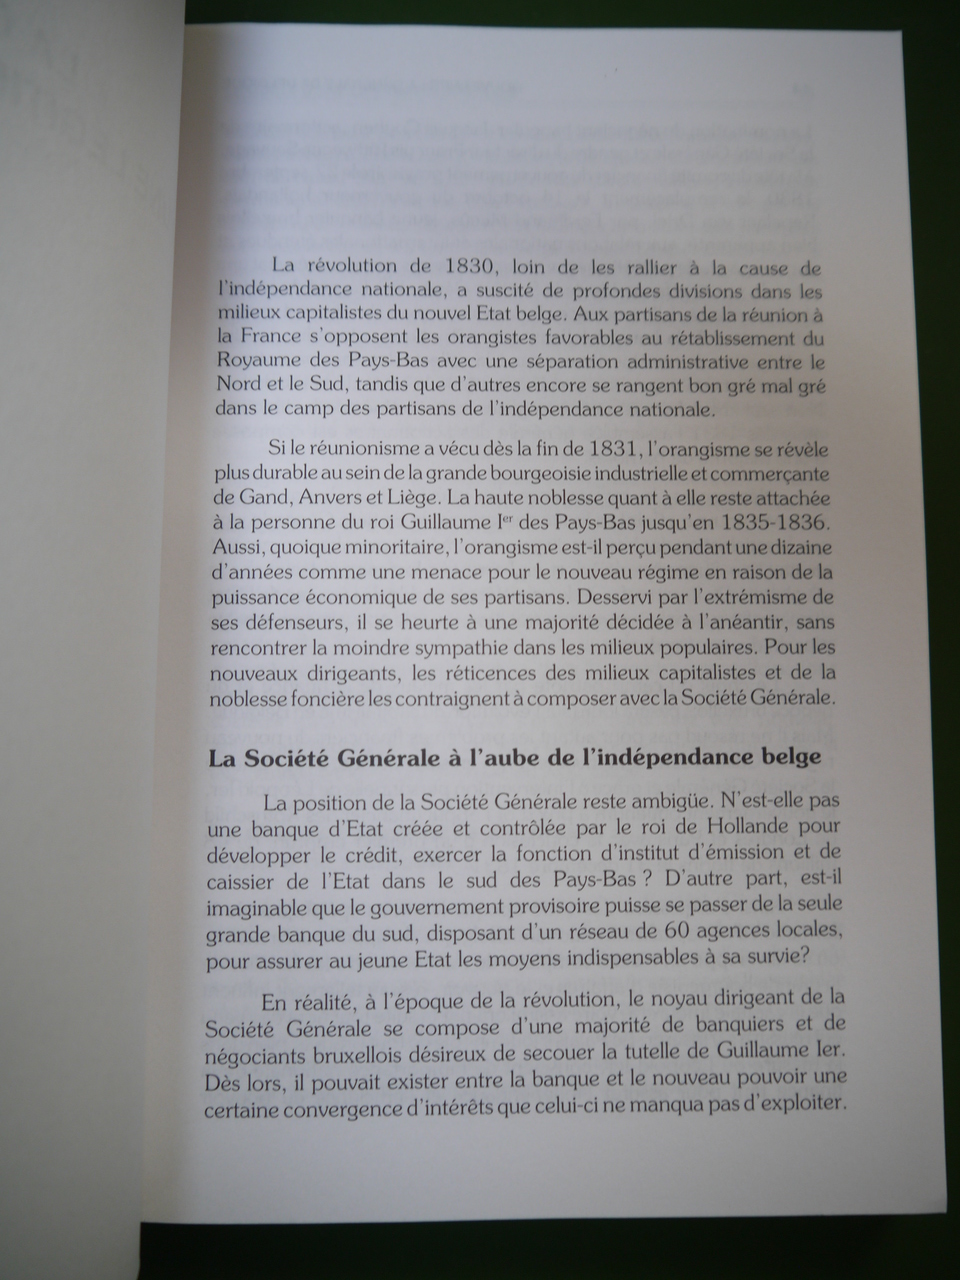 La révolution de 1830, loin de les rallier à la cause de
l'indépendance nationale, a suscité de profondes divisions dans les
milieux capitalistes du nouvel Etat belge. Aux partisans de la réunion à
la France s'opposent les orangistes favorables au rétablissement du
Royaume des Pays-Bas avec une séparation administrative entre le
Nord et le Sud, tandis que d'autres encore se rangent bon gré mal gré
dans le camp des partisans de l'indépendance nationale.
Si le réunionisme a vécu dès la fin de 1831, l'orangisme se révèle
plus durable au sein de la grande bourgeoisie industrielle et commerçante
de Gand, Anvers et Liège. La haute noblesse quant à elle reste attachée
à la personne du roi Guillaume Ier des Pays-Bas jusqu'en 1835-1836.
Aussi, quoique minoritaire, l'orangisme est-il perçu pendant une dizaine
d'années comme une menace pour le nouveau régime en raison de la
puissance économique de ses partisans. Desservi par l'extrémisme de
ses défenseurs, il se heurte à une majorité décidée à l'anéantir, sans
rencontrer la moindre sympathie dans les milieux populaires. Pour les
nouveaux dirigeants, les réticences des milieux capitalistes et de la
noblesse foncière les contraignent à composer avec la Société Générale.
La Société Générale à l'aube de l'indépendance belge
La position de la Société Générale reste ambigüe. N'est-elle pas
une banque d'Etat créée et contrôlée par le roi de Hollande pour
développer le crédit, exercer la fonction d'institut d'émission et de
caissier de l'Etat dans le sud des Pays-Bas ? D'autre part, est-il
imaginable que le gouvernement provisoire puisse se passer de la seule
grande banque du sud, disposant d'un réseau de 60 agences locales,
pour assurer au jeune Etat les moyens indispensables à sa survie?
En réalité, à l'époque de la révolution, le noyau dirigeant de la
Société Générale se compose d'une majorité de banquiers et de
négociants bruxellois désireux de secouer la tutelle de Guillaume Ier.
Dès lors, il pouvait exister entre la banque et le nouveau pouvoir une
certaine convergence d'intérêts que celui-ci ne manqua pas d'exploiter.